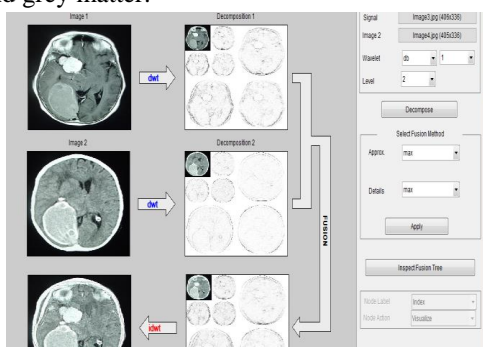 nd grey matter.
Image 1
Decomposition 1
dwt
Image 2
Decomposition 2
dwt
FUSION
idwt
Signal Image3.jpg (409x336)
Image 2 Image4.jpg (409x336)
Wavelet db 1
Level 2
Decompose
Select Fusion Method
Approx. max
Details max
Apply
Inspect Fusion Tree
Node Label Index
Node Action Visualize